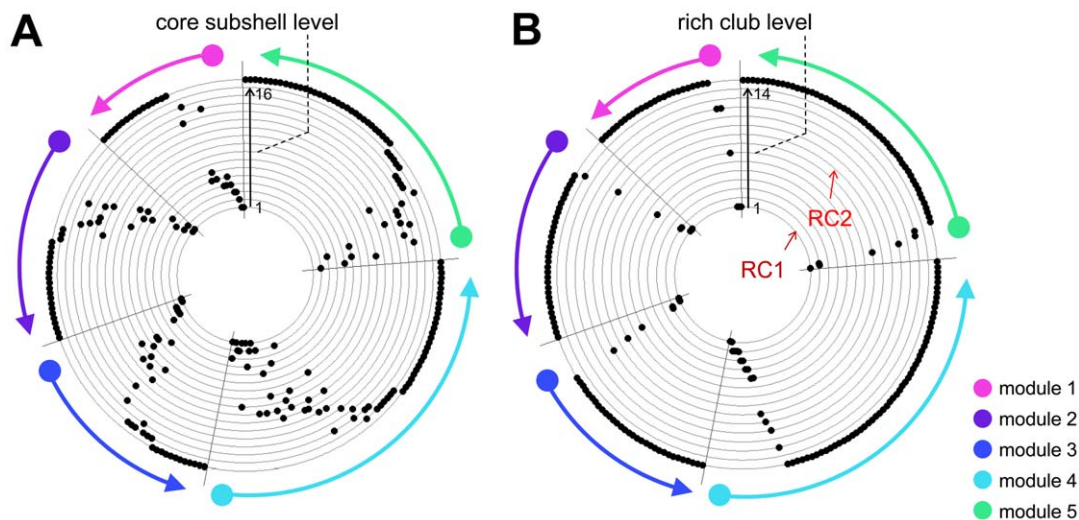 A
core subshell level
16
1
B
rich club level
14
1
RC2
RC1
module 1
module 2
module 3
module 4
module 5